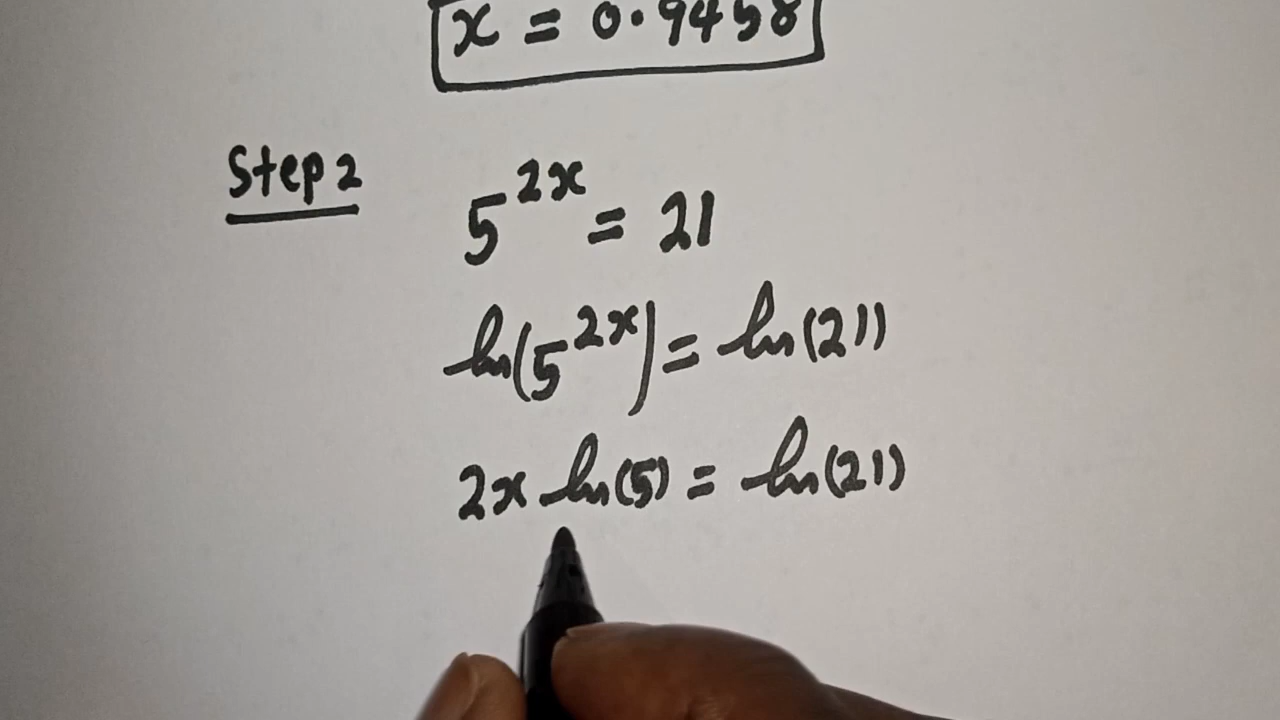 x = 0.9458
Step 2
5^{2x} = 21
ln(5^{2x}) = ln(21)
2x ln(5) = ln(21)